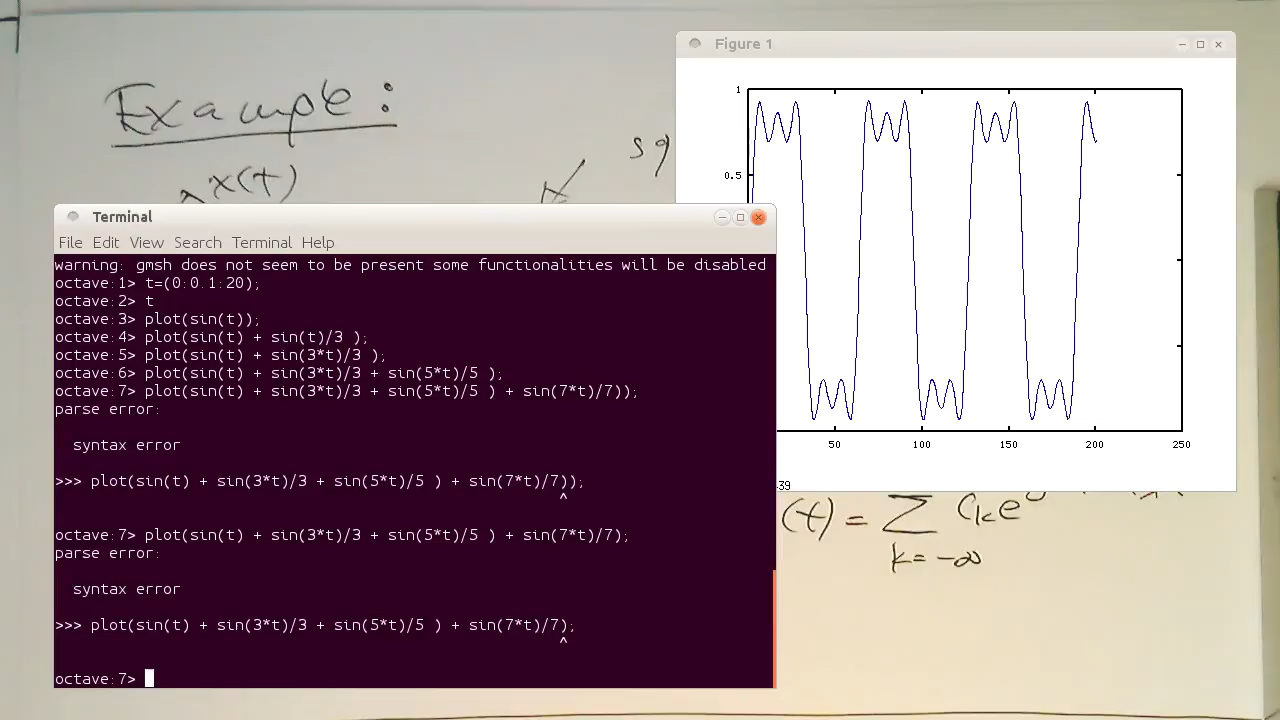 Example:
x(t)
sq
Figure 1
1
0.5
50
100
150
200
250
39
Terminal
File Edit View Search Terminal Help
warning: gmsh does not seem to be present some functionalities will be disabled
octave:1> t=(0:0.1:20);
octave:2> t
octave:3> plot(sin(t));
octave:4> plot(sin(t) + sin(t)/3 );
octave:5> plot(sin(t) + sin(3*t)/3 );
octave:6> plot(sin(t) + sin(3*t)/3 + sin(5*t)/5 );
octave:7> plot(sin(t) + sin(3*t)/3 + sin(5*t)/5 ) + sin(7*t)/7));
parse error:
syntax error
>>> plot(sin(t) + sin(3*t)/3 + sin(5*t)/5 ) + sin(7*t)/7));
^
octave:7> plot(sin(t) + sin(3*t)/3 + sin(5*t)/5 ) + sin(7*t)/7);
parse error:
syntax error
>>> plot(sin(t) + sin(3*t)/3 + sin(5*t)/5 ) + sin(7*t)/7);
^
octave:7>
(t) = Σ Cke
k=-∞